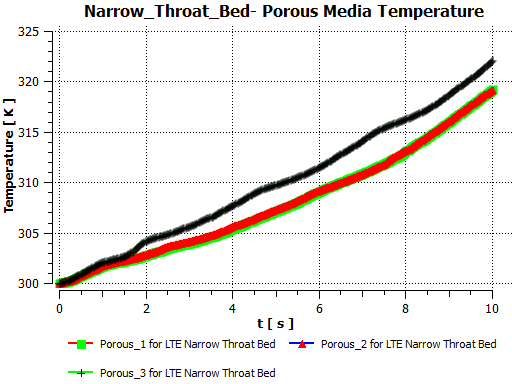 Narrow_Throat_Bed- Porous Media Temperature
Temperature [ K ]
325
320
315
310
305
300
0 2 4 6 8 10
t [ s ]
Porous_1 for LTE Narrow Throat Bed Porous_2 for LTE Narrow Throat Bed
Porous_3 for LTE Narrow Throat Bed